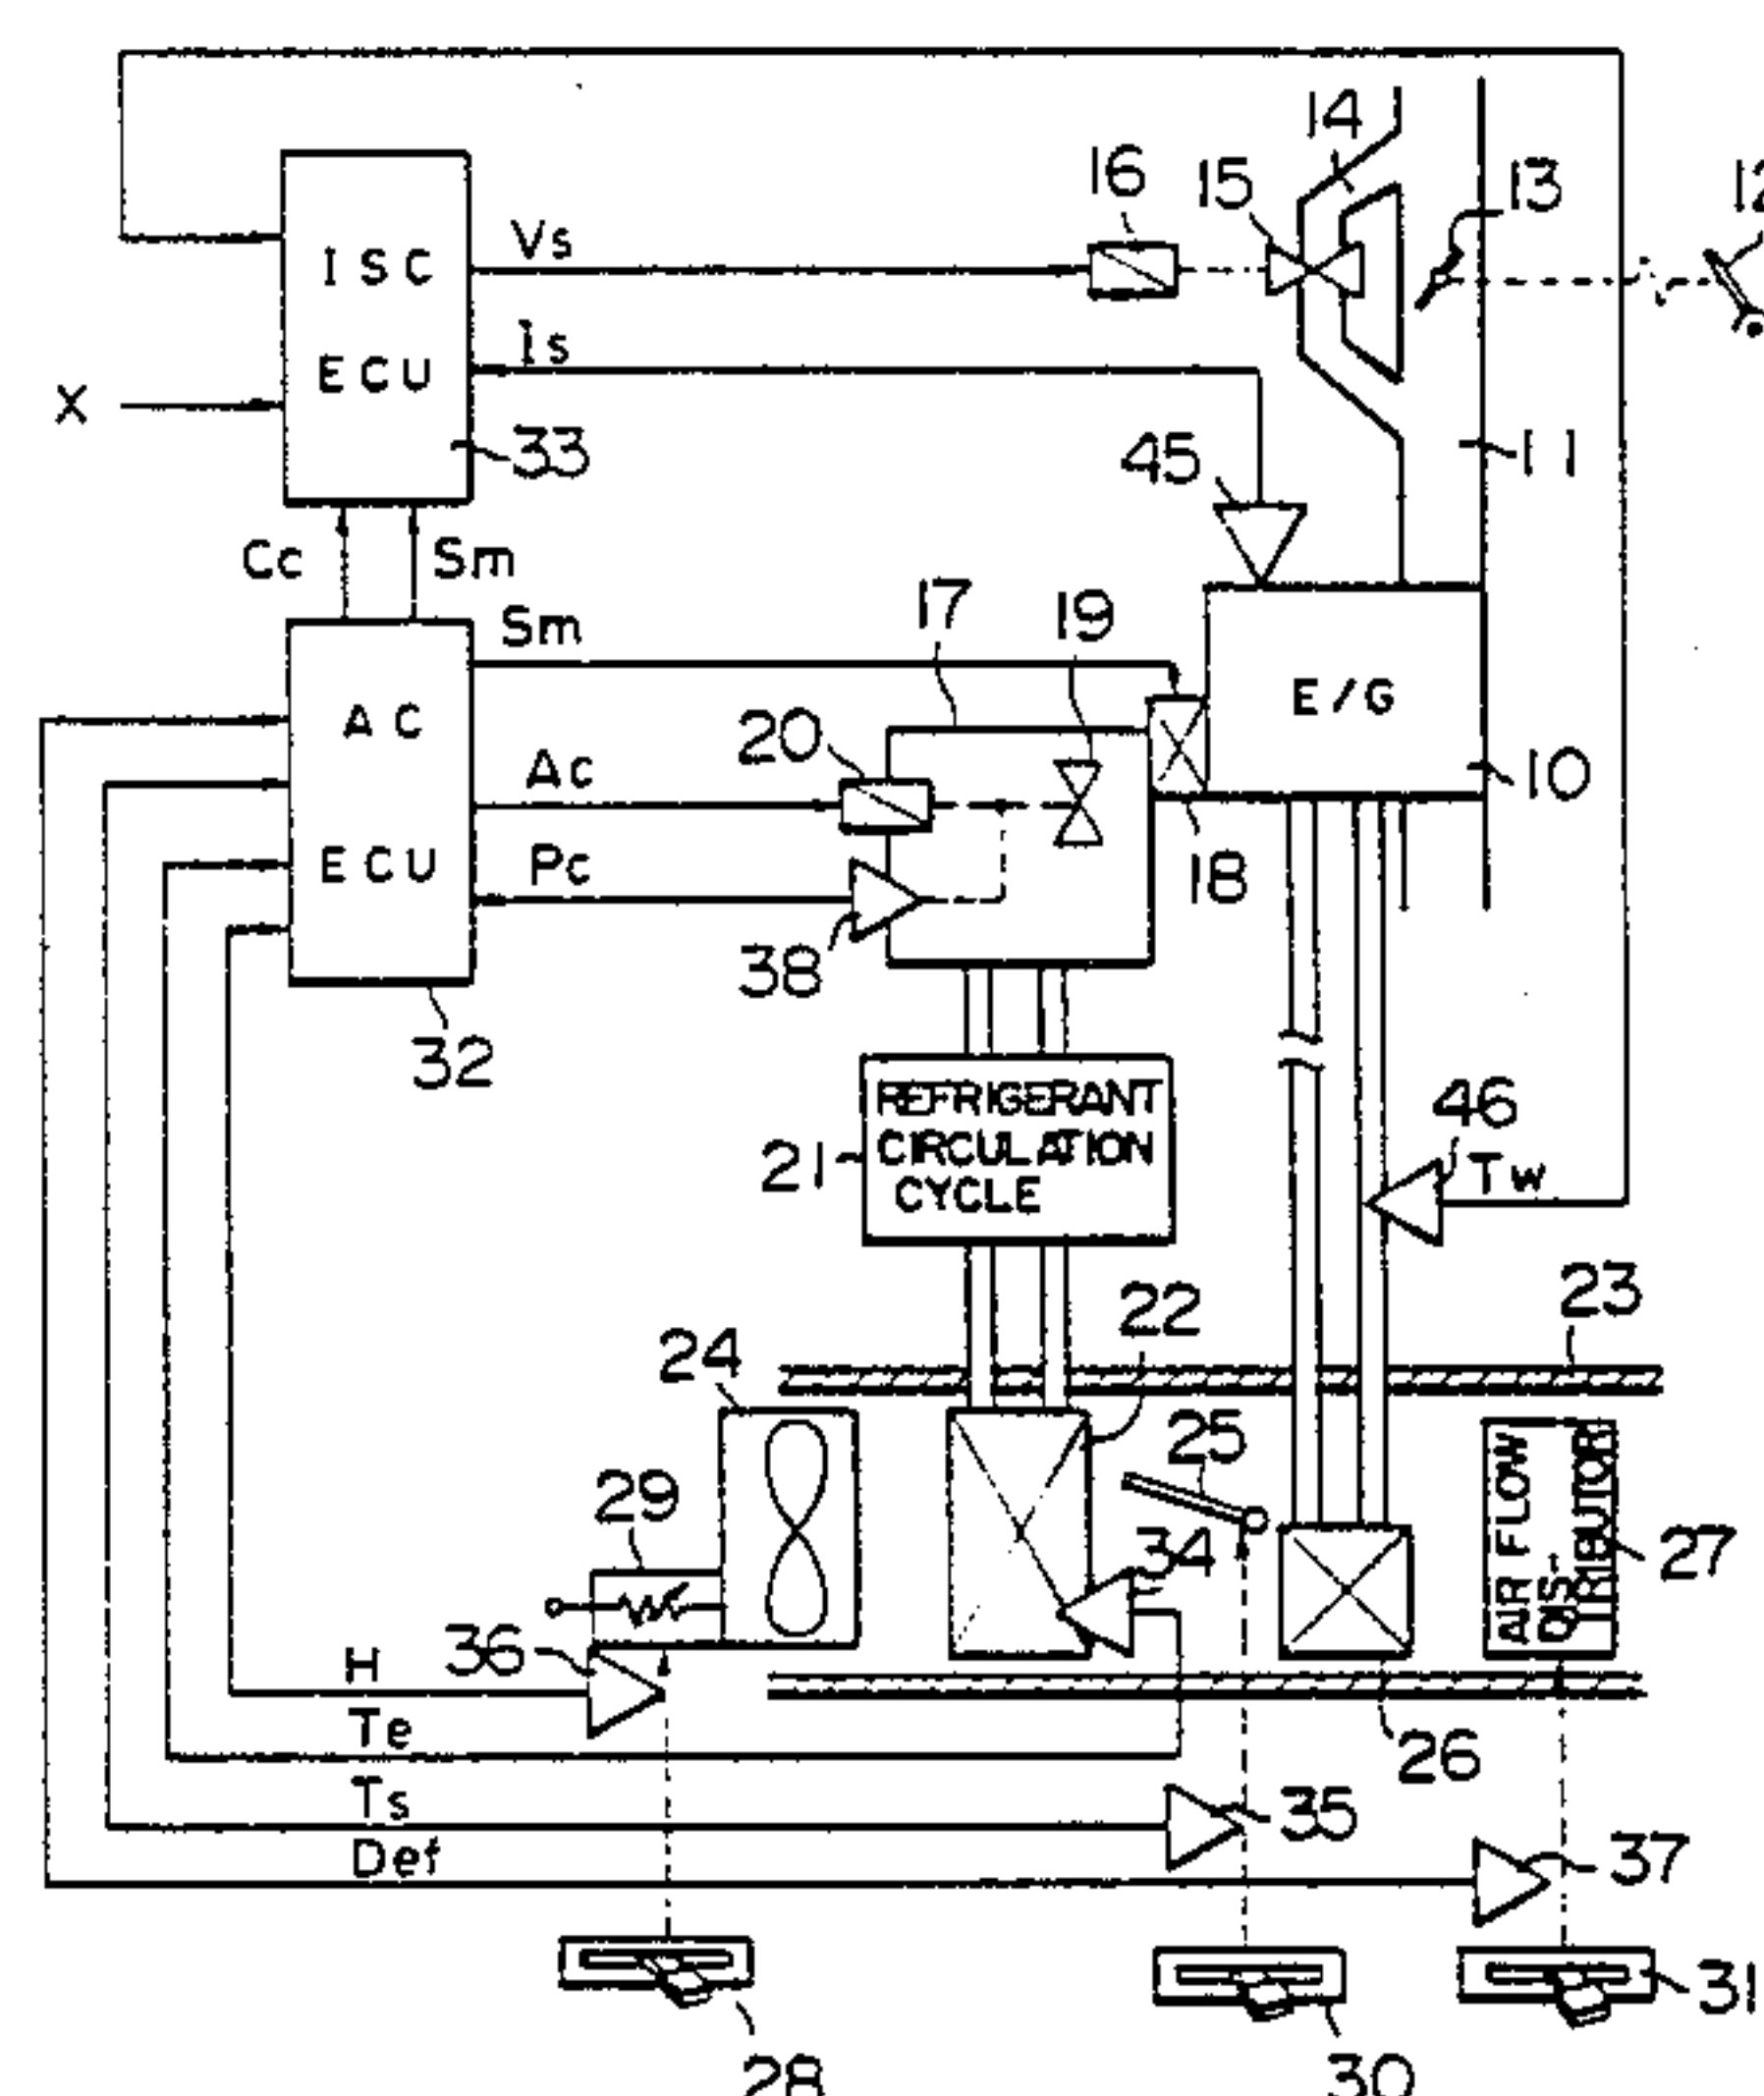 14
16
15
13
12
Vs
ISC
ECU
Is
X
33
45
11
Cc
Sm
Sm
17
19
E/G
AC
ECU
20
Ac
10
Pc
18
38
32
REFRIGERANT
CIRCULATION
CYCLE
21
46
Tw
23
22
24
25
29
34
AIR FLOW
DIS-
TRIBUTOR
27
36
H
Te
26
Ts
35
Def
37
31
28
30